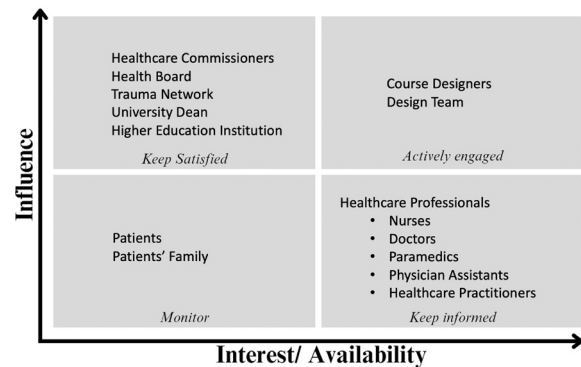 Influence
Healthcare Commissioners
Health Board
Trauma Network
University Dean
Higher Education Institution
Keep Satisfied
Course Designers
Design Team
Actively engaged
Patients
Patients' Family
Monitor
Healthcare Professionals
• Nurses
• Doctors
• Paramedics
• Physician Assistants
• Healthcare Practitioners
Keep informed
Interest/ Availability